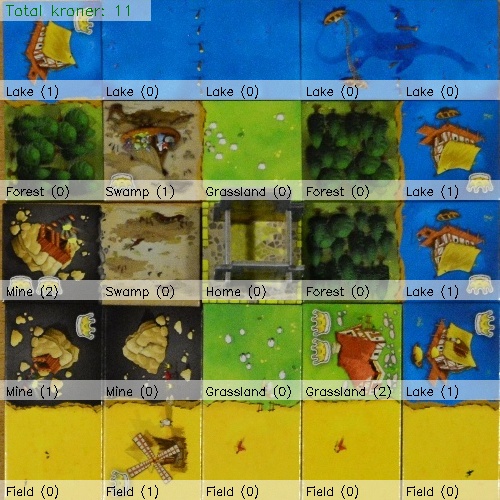 Total kroner: 11
Lake (1) Lake (0) Lake (0) Lake (0) Lake (0)
Forest (0) Swamp (1) Grassland (0) Forest (0) Lake (1)
Mine (2) Swamp (0) Home (0) Forest (0) Lake (1)
Mine (1) Mine (0) Grassland (0) Grassland (2) Lake (1)
Field (0) Field (1) Field (0) Field (0) Field (0)